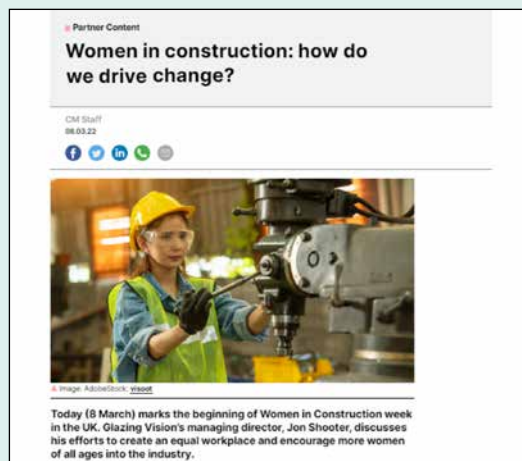 Partner Content
Women in construction: how do
we drive change?
CM Staff
08.03.22
Image: AdobeStock: visoot
Today (8 March) marks the beginning of Women in Construction week
in the UK. Glazing Vision's managing director, Jon Shooter, discusses
his efforts to create an equal workplace and encourage more women
of all ages into the industry.